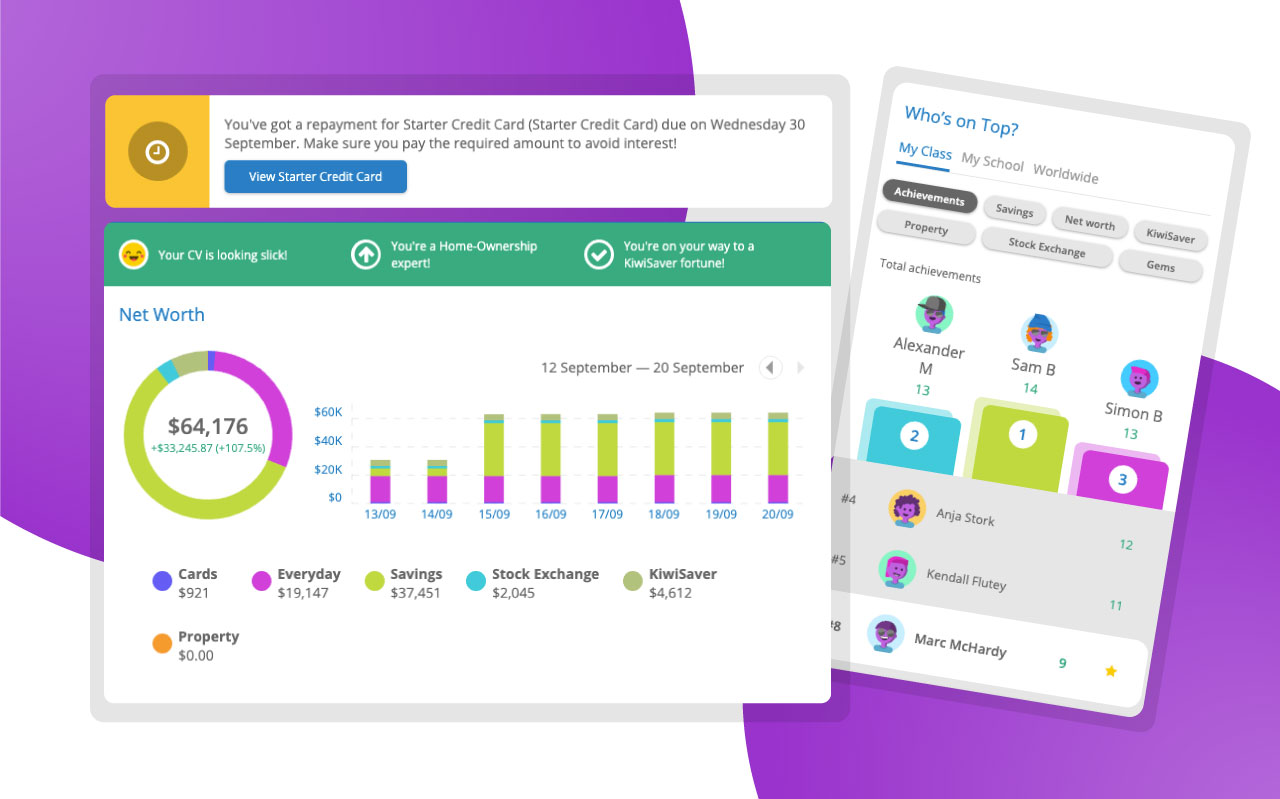 You've got a repayment for Starter Credit Card (Starter Credit Card) due on Wednesday 30
September. Make sure you pay the required amount to avoid interest!
View Starter Credit Card
Your CV is looking slick!
You're a Home-Ownership
expert!
You're on your way to a
KiwiSaver fortune!
Net Worth
12 September — 20 September
$64,176
+$33,245.87 (+107.5%)
$60K
$40K
$20K
$0
13/09 14/09 15/09 16/09 17/09 18/09 19/09 20/09
Cards Everyday Savings Stock Exchange KiwiSaver
$921 $19,147 $37,451 $2,045 $4,612
Property
$0.00
Who's on Top?
My Class My School Worldwide
Achievements Savings Net worth KiwiSaver
Property Stock Exchange Gems
Total achievements
Alexander
M
13
Sam B
14
Simon B
13
2 1 3
#4 Anja Stork 12
#5 Kendall Flutey 11
#8 Marc McHardy 9